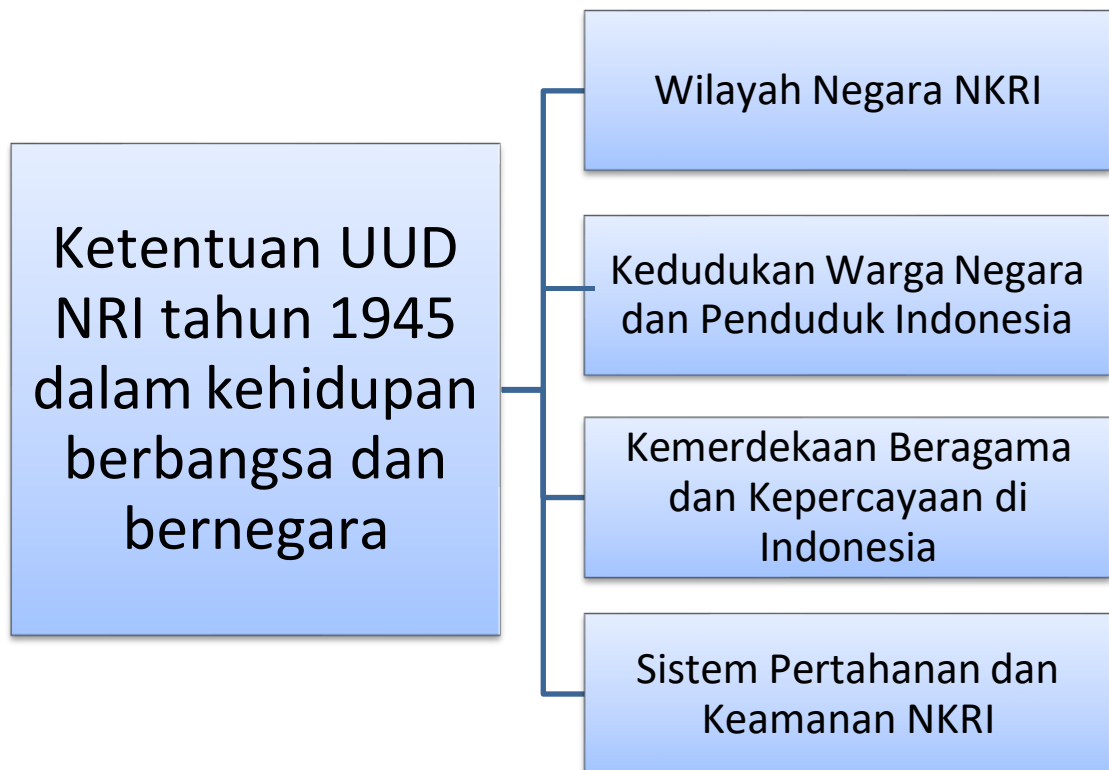 Ketentuan UUD
NRI tahun 1945
dalam kehidupan
berbangsa dan
bernegara
Wilayah Negara NKRI
Kedudukan Warga Negara
dan Penduduk Indonesia
Kemerdekaan Beragama
dan Kepercayaan di
Indonesia
Sistem Pertahanan dan
Keamanan NKRI